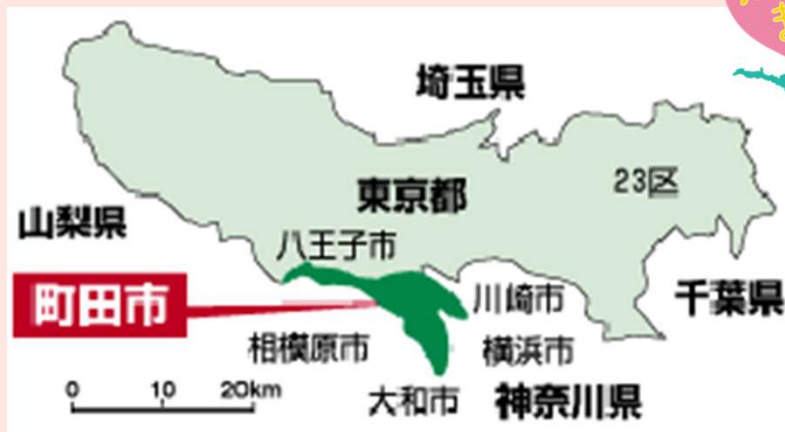 埼玉県
23区
東京都
山梨県
八王子市
町田市
川崎市
千葉県
相模原市
横浜市
大和市
神奈川県
0 10 20km